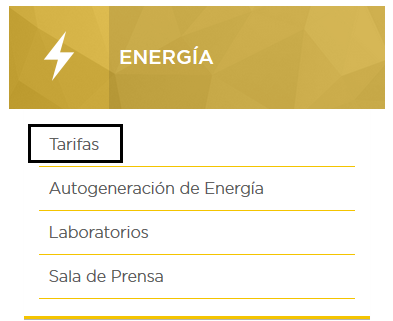 ENERGÍA
Tarifas
Autogeneración de Energía
Laboratorios
Sala de Prensa